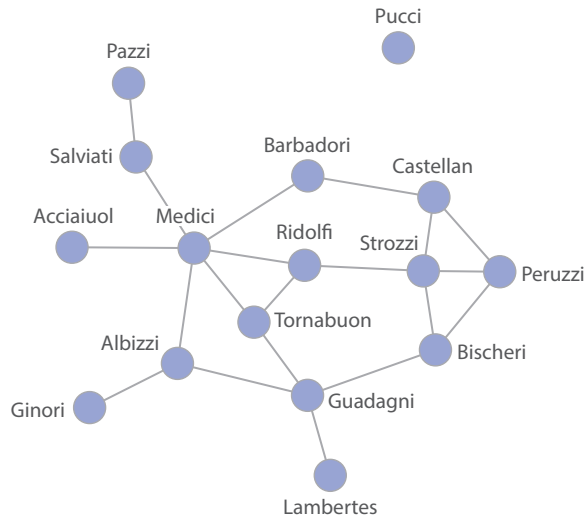 Pucci
Pazzi
Barbadori
Salviati
Castellan
Acciaiuol
Medici
Ridolfi
Strozzi
Peruzzi
Tornabuon
Albizzi
Bischeri
Ginori
Guadagni
Lambertes